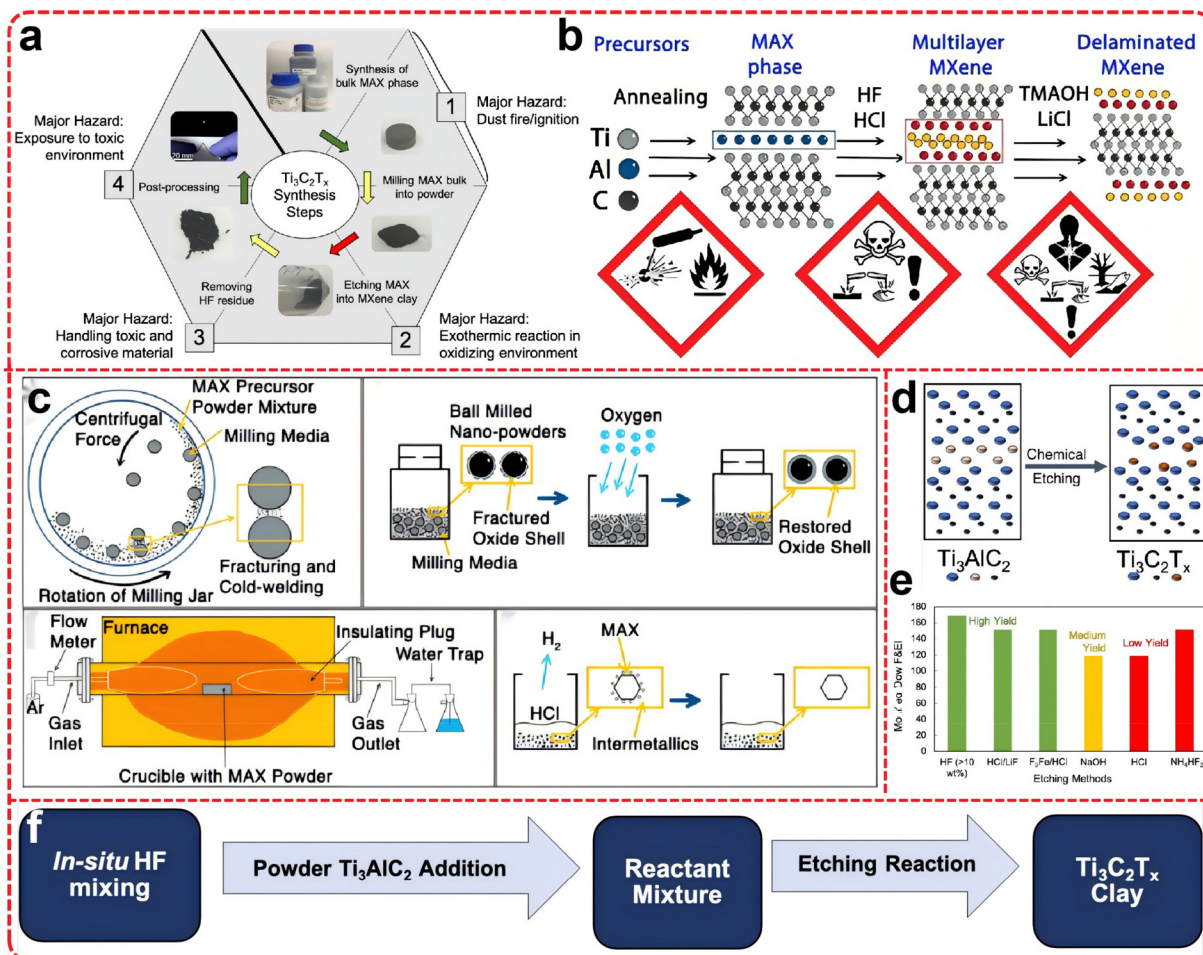 a
Synthesis of
bulk MAX phase
1
Major Hazard:
Dust fire/ignition
Major Hazard:
Exposure to toxic
environment
20 mm
4
Post-processing
Ti₃C₂Tₓ
Synthesis
Steps
Milling MAX bulk
into powder
Removing
HF residue
Etching MAX
into MXene clay
3
Major Hazard:
Handling toxic and
corrosive material
2
Major Hazard:
Exothermic reaction in
oxidizing environment
b
Precursors
MAX
phase
Multilayer
MXene
Delaminated
MXene
Annealing
HF
HCl
TMAOH
LiCl
Ti
Al
C
c
MAX Precursor
Powder Mixture
Centrifugal
Force
Milling Media
Fracturing and
Cold-welding
Rotation of Milling Jar
Ball Milled
Nano-powders
Oxygen
Fractured
Oxide Shell
Milling Media
Restored
Oxide Shell
Flow
Meter
Furnace
Insulating Plug
Water Trap
Ar
Gas
Inlet
Gas
Outlet
Crucible with MAX Powder
H₂
MAX
HCl
Intermetallics
d
Chemical
Etching
Ti₃AlC₂
Ti₃C₂Tₓ
e
180
160
140
120
100
80
60
40
20
0
High Yield
Medium
Yield
Low Yield
HF (>10
wt%)
HCl/LiF
F₃Fe/HCl
NaOH
HCl
NH₄HF₂
Etching Methods
f
In-situ HF
mixing
Powder Ti₃AlC₂ Addition
Reactant
Mixture
Etching Reaction
Ti₃C₂Tₓ
Clay